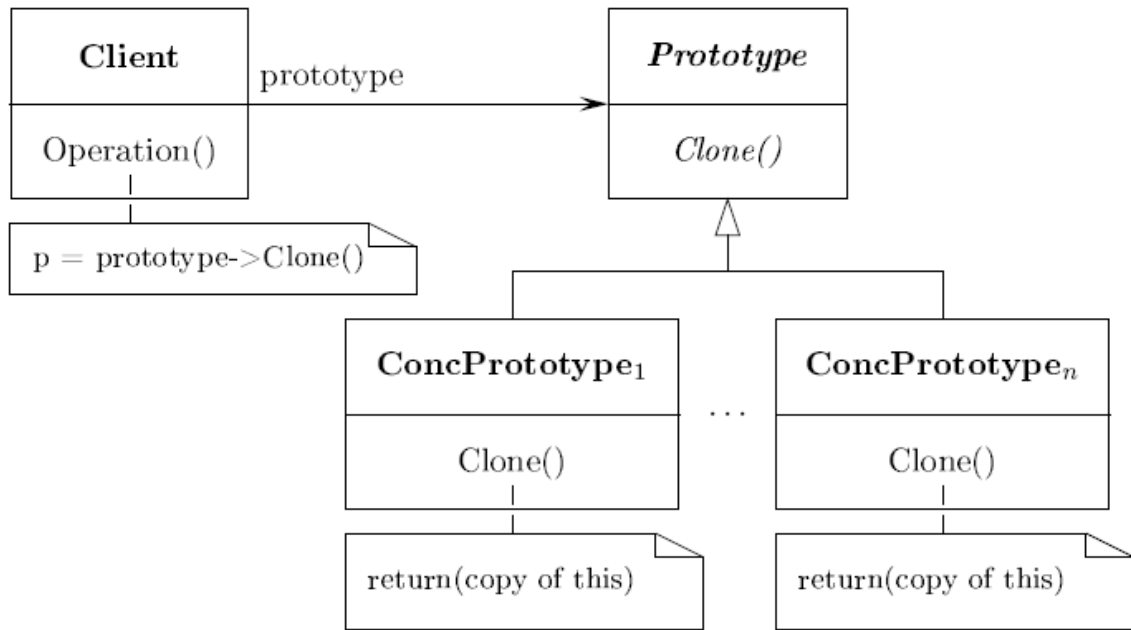 Client
prototype
Prototype
Operation()
Clone()
p = prototype->Clone()
ConcPrototype₁
...
ConcPrototypeₙ
Clone()
Clone()
return(copy of this)
return(copy of this)